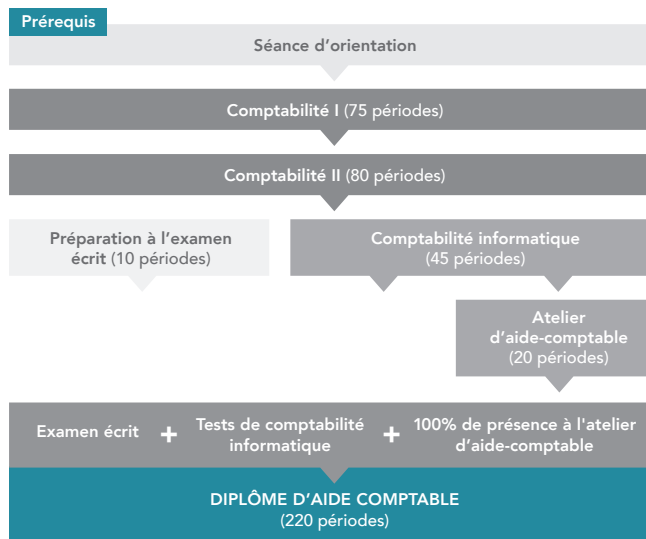 Prérequis
Séance d'orientation
Comptabilité I (75 périodes)
Comptabilité II (80 périodes)
Préparation à l'examen
écrit (10 périodes)
Comptabilité informatique
(45 périodes)
Atelier
d'aide-comptable
(20 périodes)
Examen écrit + Tests de comptabilité
informatique
+ 100% de présence à l'atelier
d'aide-comptable
DIPLÔME D'AIDE COMPTABLE
(220 périodes)